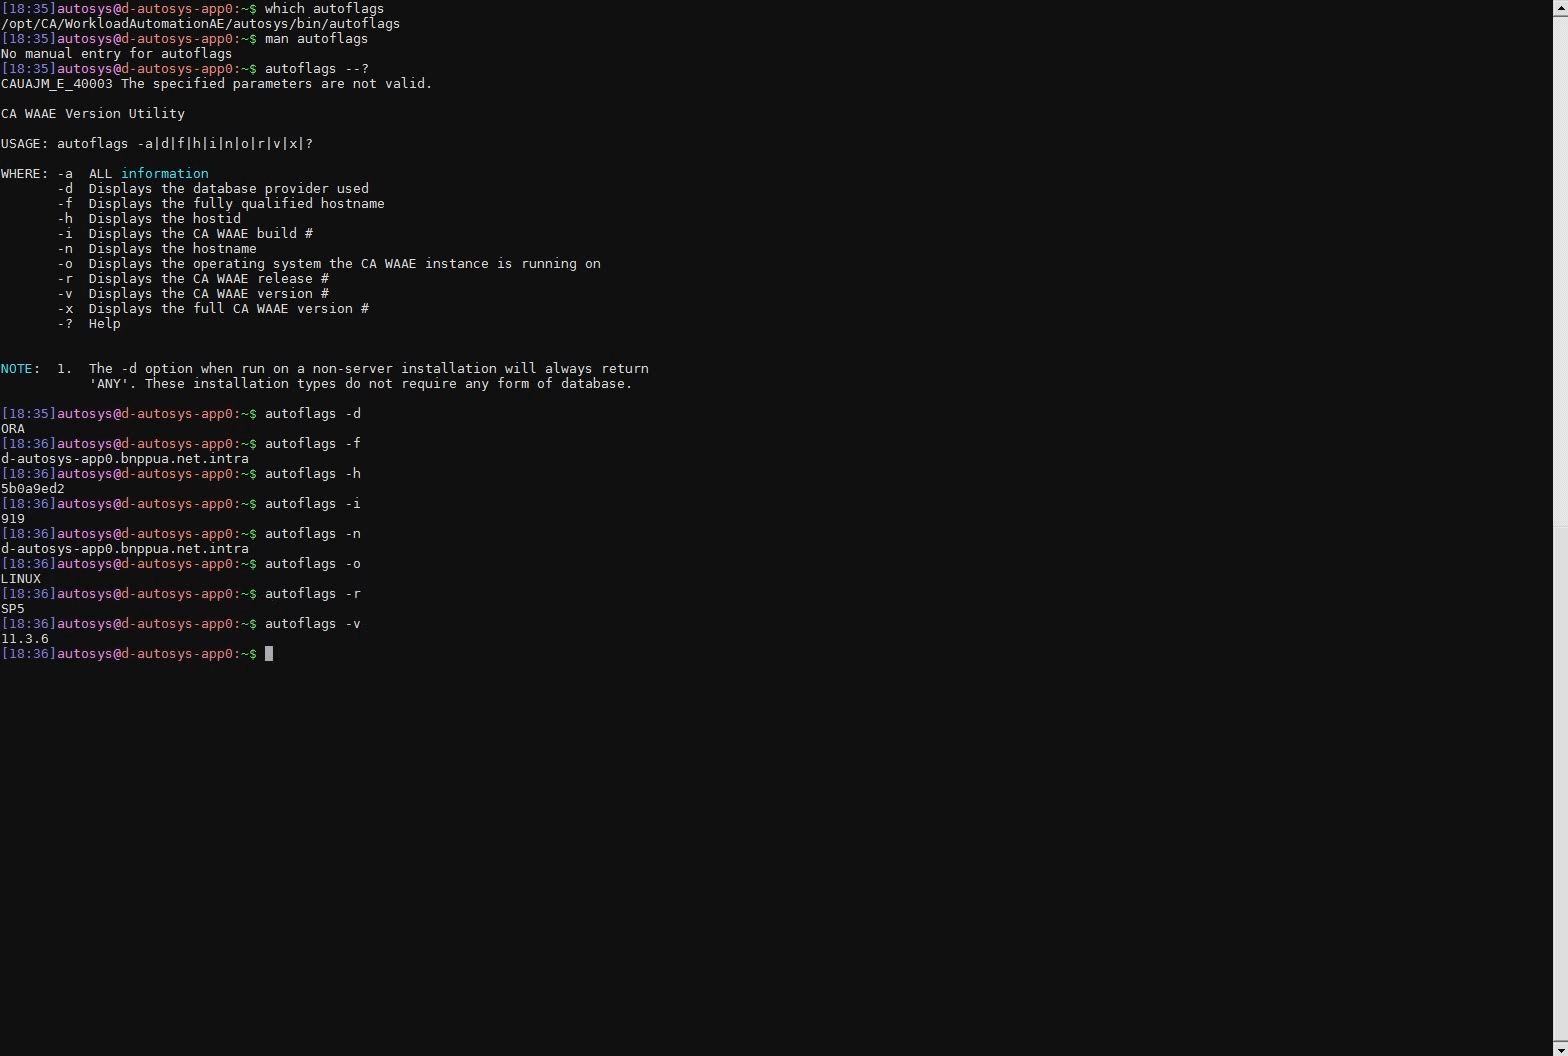 [18:35]autosys@d-autosys-app0:~$ which autoflags
/opt/CA/WorkloadAutomationAE/autosys/bin/autoflags
[18:35]autosys@d-autosys-app0:~$ man autoflags
No manual entry for autoflags
[18:35]autosys@d-autosys-app0:~$ autoflags --?
CAUAJM_E_40003 The specified parameters are not valid.

CA WAAE Version Utility

USAGE: autoflags -a|d|f|h|i|n|o|r|v|x|?

WHERE: -a  ALL information
       -d  Displays the database provider used
       -f  Displays the fully qualified hostname
       -h  Displays the hostid
       -i  Displays the CA WAAE build #
       -n  Displays the hostname
       -o  Displays the operating system the CA WAAE instance is running on
       -r  Displays the CA WAAE release #
       -v  Displays the CA WAAE version #
       -x  Displays the full CA WAAE version #
       -?  Help

NOTE:  1.  The -d option when run on a non-server installation will always return
           'ANY'. These installation types do not require any form of database.

[18:35]autosys@d-autosys-app0:~$ autoflags -d
ORA
[18:36]autosys@d-autosys-app0:~$ autoflags -f
d-autosys-app0.bnppua.net.intra
[18:36]autosys@d-autosys-app0:~$ autoflags -h
5b0a9ed2
[18:36]autosys@d-autosys-app0:~$ autoflags -i
919
[18:36]autosys@d-autosys-app0:~$ autoflags -n
d-autosys-app0.bnppua.net.intra
[18:36]autosys@d-autosys-app0:~$ autoflags -o
LINUX
[18:36]autosys@d-autosys-app0:~$ autoflags -r
SP5
[18:36]autosys@d-autosys-app0:~$ autoflags -v
11.3.6
[18:36]autosys@d-autosys-app0:~$